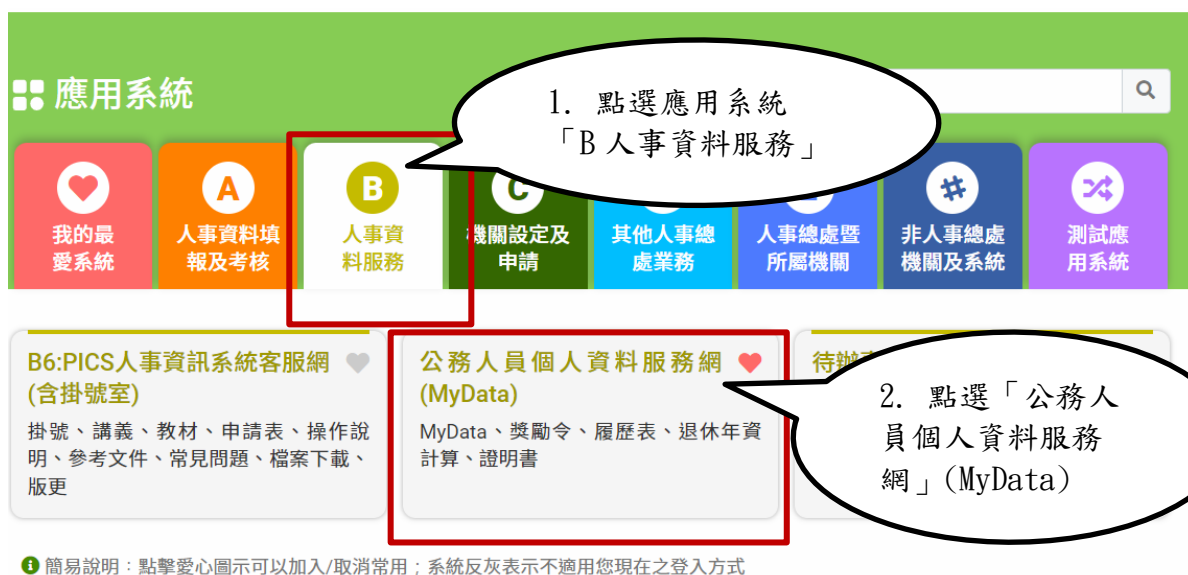 應用系統
1. 點選應用系統
「B人事資料服務」
我的最
愛系統
A
人事資料填
報及考核
B
人事資
料服務
C
機關設定及
申請
其他人事總
處業務
人事總處暨
所屬機關
#
非人事總處
機關及系統
測試應
用系統
B6:PICS人事資訊系統客服網
(含掛號室)
掛號、講義、教材、申請表、操作說
明、參考文件、常見問題、檔案下載、
版更
公務人員個人資料服務網
(MyData)
MyData、獎勵令、履歷表、退休年資
計算、證明書
待辦
2. 點選「公務人
員個人資料服務
網」(MyData)
簡易說明：點擊愛心圖示可以加入/取消常用；系統反灰表示不適用您現在之登入方式